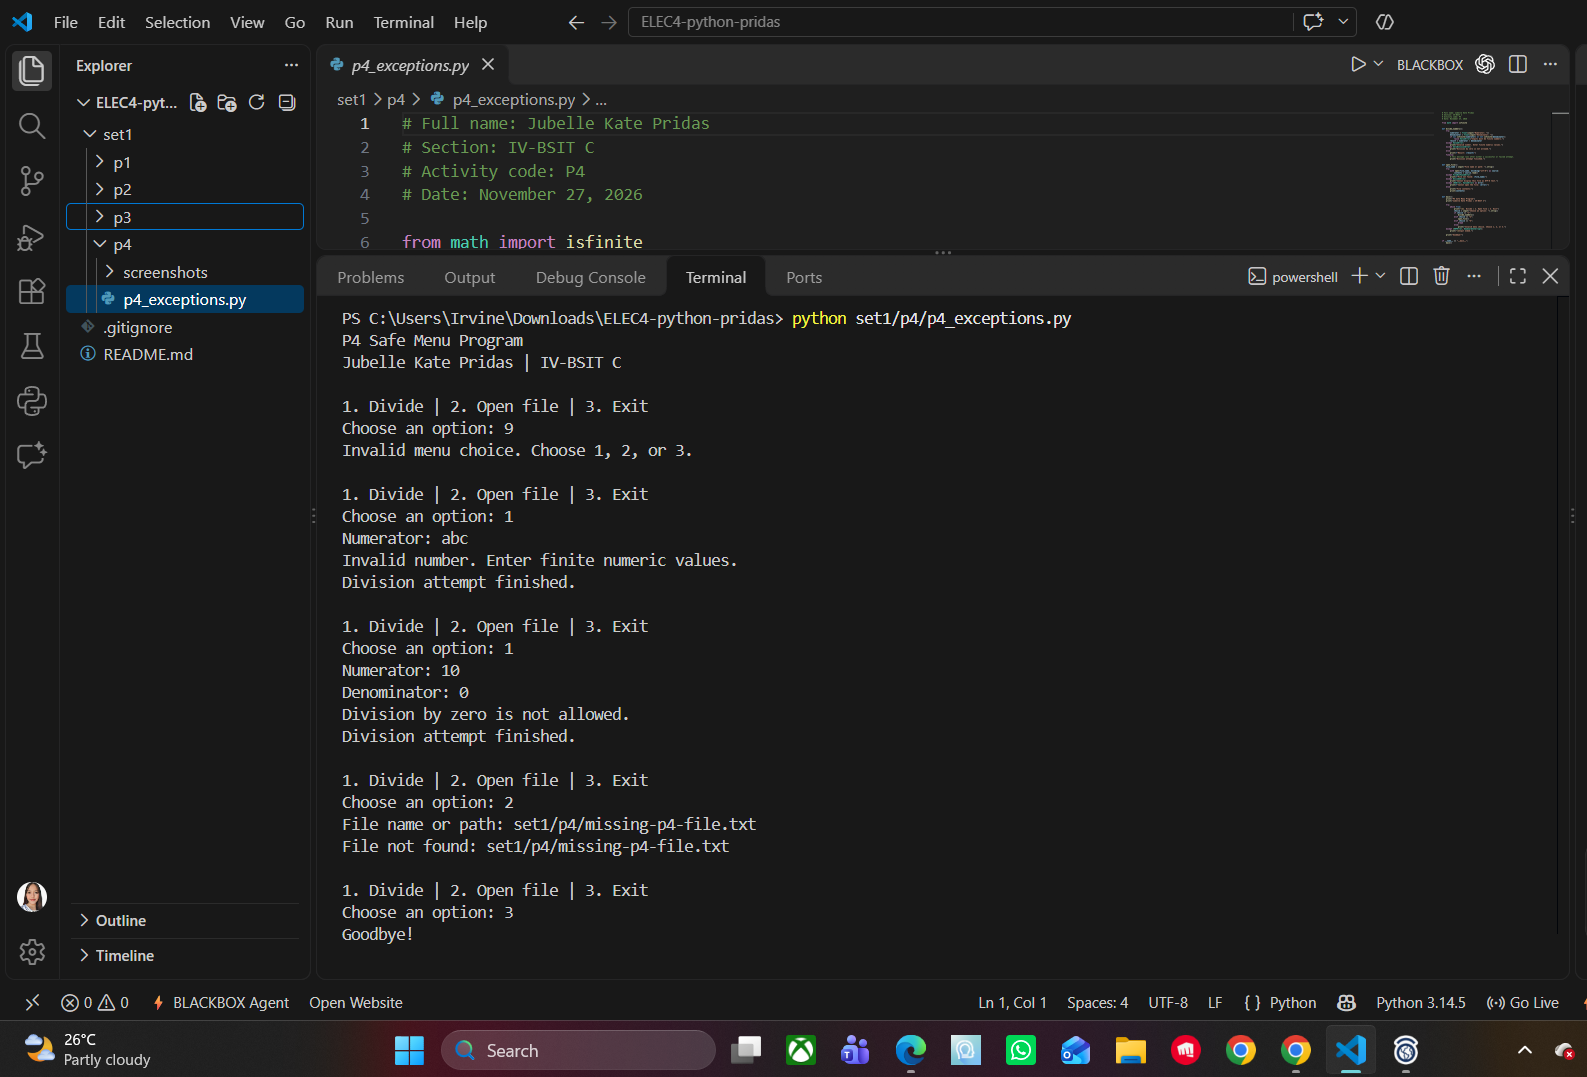 File Edit Selection View Go Run Terminal Help
ELEC4-python-pridas
Explorer
ELEC4-pyt...
set1
p1
p2
p3
p4
screenshots
p4_exceptions.py
.gitignore
README.md
Outline
Timeline
p4_exceptions.py
BLACKBOX
set1 > p4 > p4_exceptions.py > ...
1 # Full name: Jubelle Kate Pridas
2 # Section: IV-BSIT C
3 # Activity code: P4
4 # Date: November 27, 2026
5
6 from math import isfinite
Problems Output Debug Console Terminal Ports
powershell
PS C:\Users\Irvine\Downloads\ELEC4-python-pridas> python set1/p4/p4_exceptions.py
P4 Safe Menu Program
Jubelle Kate Pridas | IV-BSIT C
1. Divide | 2. Open file | 3. Exit
Choose an option: 9
Invalid menu choice. Choose 1, 2, or 3.
1. Divide | 2. Open file | 3. Exit
Choose an option: 1
Numerator: abc
Invalid number. Enter finite numeric values.
Division attempt finished.
1. Divide | 2. Open file | 3. Exit
Choose an option: 1
Numerator: 10
Denominator: 0
Division by zero is not allowed.
Division attempt finished.
1. Divide | 2. Open file | 3. Exit
Choose an option: 2
File name or path: set1/p4/missing-p4-file.txt
File not found: set1/p4/missing-p4-file.txt
1. Divide | 2. Open file | 3. Exit
Choose an option: 3
Goodbye!
0 0 BLACKBOX Agent Open Website
Ln 1, Col 1 Spaces: 4 UTF-8 LF {} Python Python 3.14.5 Go Live
26°C
Partly cloudy
Search